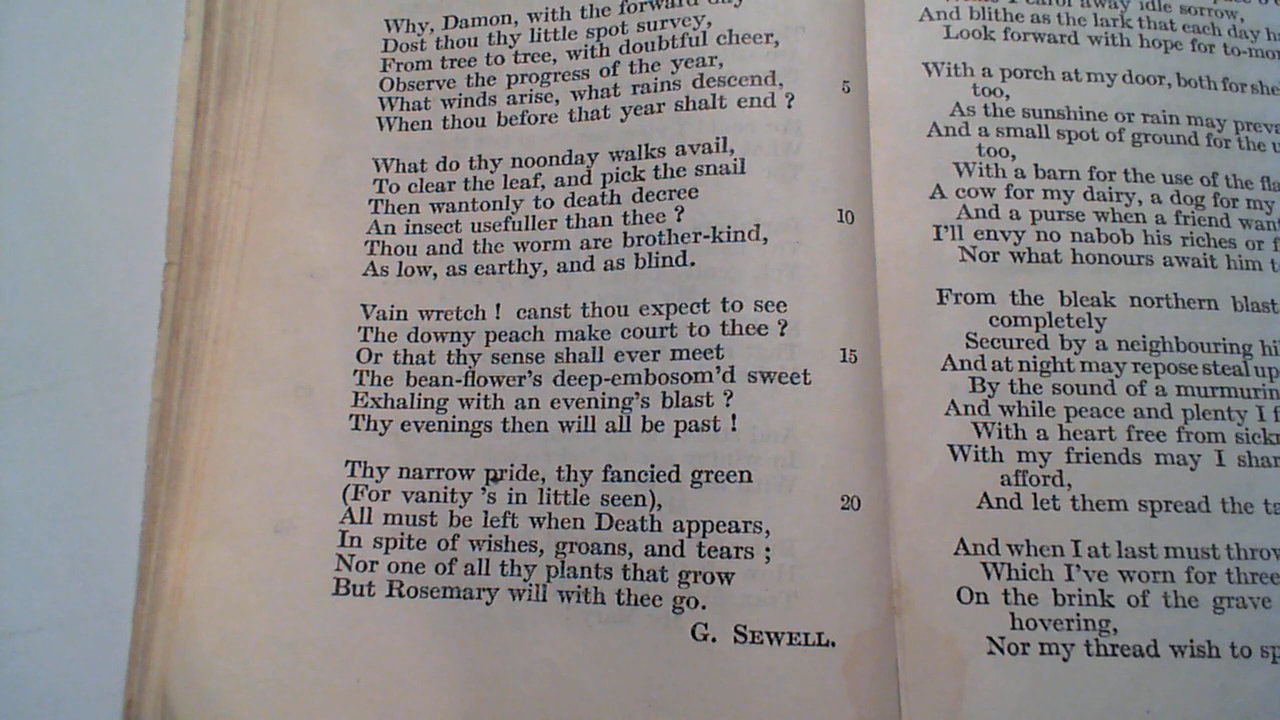 Why, Damon, with the forward day
Dost thou thy little spot survey,
From tree to tree, with doubtful cheer,
Observe the progress of the year,
What winds arise, what rains descend, 5
When thou before that year shalt end ?
What do thy noonday walks avail,
To clear the leaf, and pick the snail
Then wantonly to death decree
An insect usefuller than thee ? 10
Thou and the worm are brother-kind,
As low, as earthy, and as blind.
Vain wretch ! canst thou expect to see
The downy peach make court to thee ?
Or that thy sense shall ever meet 15
The bean-flower's deep-embosom'd sweet
Exhaling with an evening's blast ?
Thy evenings then will all be past !
Thy narrow pride, thy fancied green
(For vanity 's in little seen), 20
All must be left when Death appears,
In spite of wishes, groans, and tears ;
Nor one of all thy plants that grow
But Rosemary will with thee go.
G. SEWELL.
I carol away idle sorrow,
And blithe as the lark that each day
Look forward with hope for
With a porch at my door, both for
too,
As the sunshine or rain may
And a small spot of ground for the
too,
With a barn for the use of the
A cow for my dairy, a dog for my
And a purse when a friend
I'll envy no nabob his riches or
Nor what honours await him
From the bleak northern blast
completely
Secured by a neighbouring
And at night may repose steal
By the sound of a
And while peace and plenty I
With a heart free from
With my friends may I
afford,
And let them spread the
And when I at last must
Which I've worn for
On the brink of the grave
hovering,
Nor my thread wish to